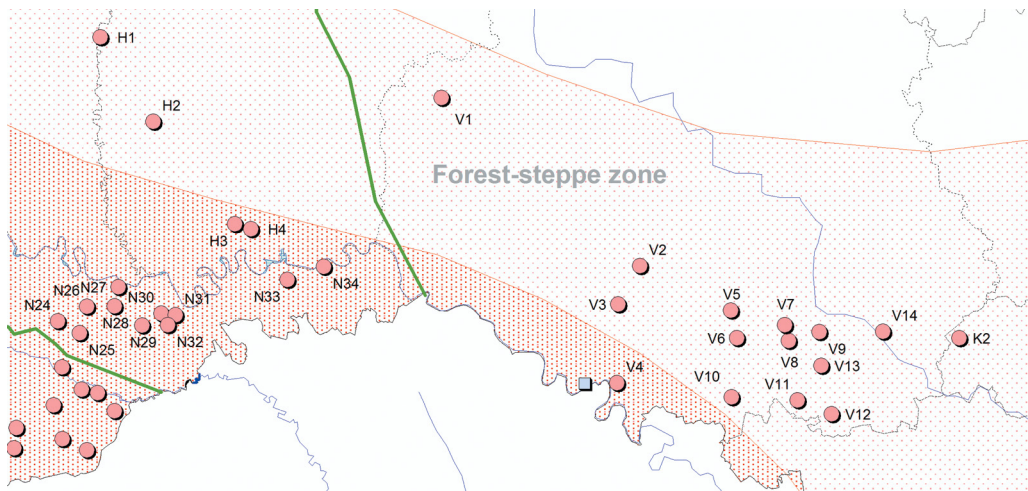 H1
H2
V1
Forest-steppe zone
H3
H4
V2
N34
N33
N27
N26
N30
N31
N24
N28
V3
V5
V7
V14
N25
N29
N32
V6
V8
V9
K2
V13
V4
V10
V11
V12